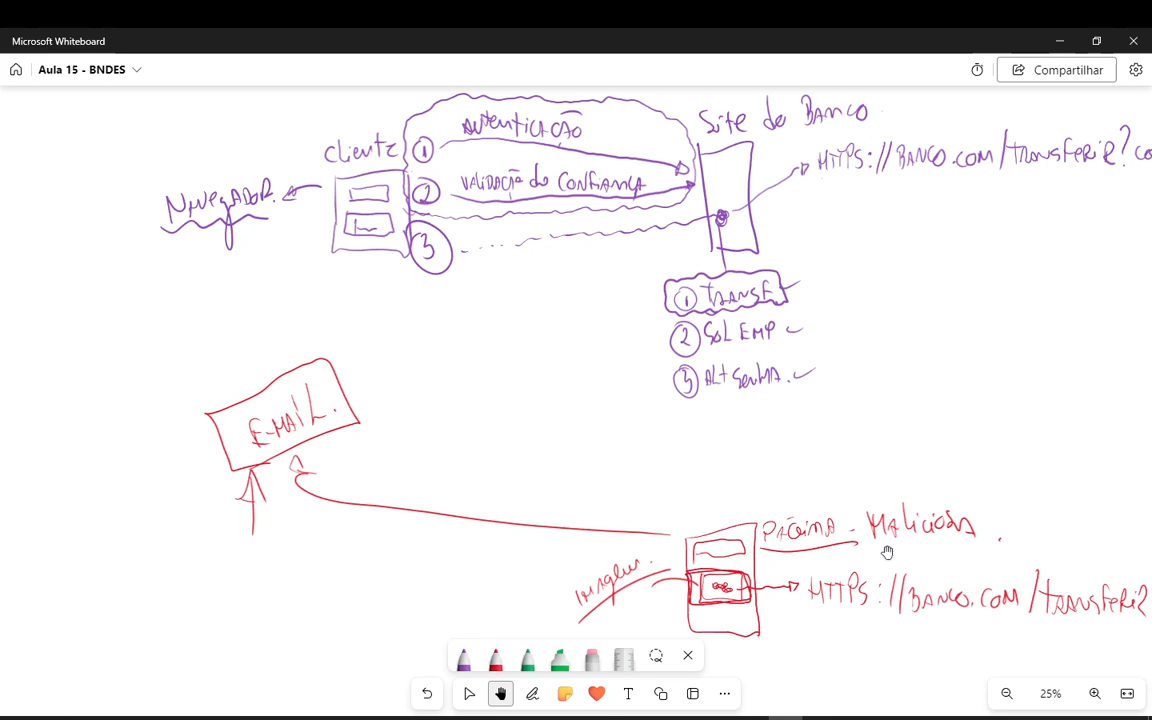 Microsoft Whiteboard
Aula 15 - BNDES
Compartilhar
AUTENTICAÇÃO
Site do BANCO
Cliente
1
HTTPS://BANCO.COM/TRANSFERIR?CO
2 VALIDAÇÃO do CONFIANÇA
NAVEGADOR.
3
1 TRANSF
2 SOL EMP
3 ALT SENHA.
E-MAIL.
PÁGINA - MALICIOSA.
Imagem.
HTTPS://BANCO.COM/TRANSFERIR
25%